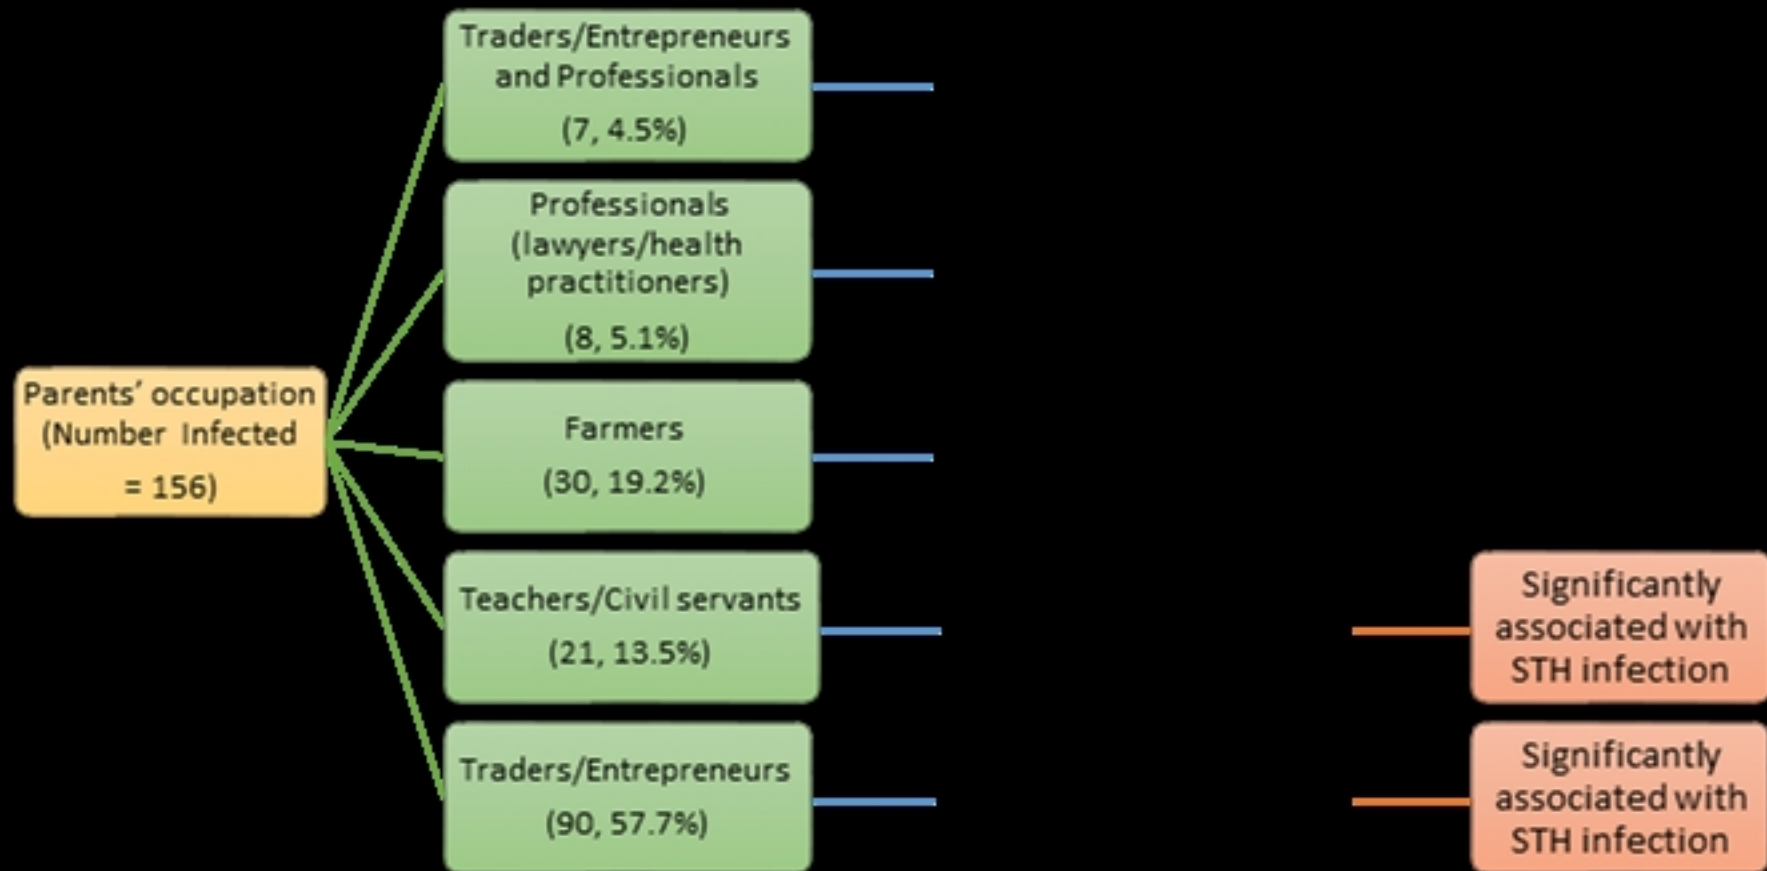 Traders/Entrepreneurs
and Professionals
(7, 4.5%)
Professionals
(lawyers/health
practitioners)
(8, 5.1%)
Parents’ occupation
(Number Infected
= 156)
Farmers
(30, 19.2%)
Teachers/Civil servants
(21, 13.5%)
Significantly
associated with
STH infection
Traders/Entrepreneurs
(90, 57.7%)
Significantly
associated with
STH infection